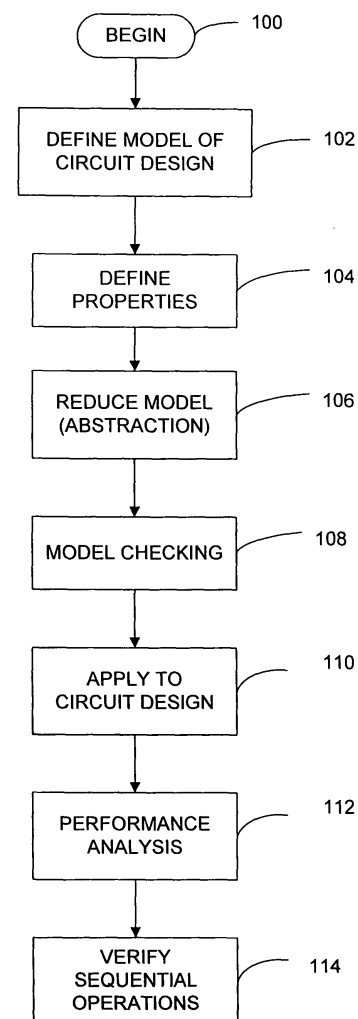 BEGIN
100
DEFINE MODEL OF
CIRCUIT DESIGN
102
DEFINE
PROPERTIES
104
REDUCE MODEL
(ABSTRACTION)
106
MODEL CHECKING
108
APPLY TO
CIRCUIT DESIGN
110
PERFORMANCE
ANALYSIS
112
VERIFY
SEQUENTIAL
OPERATIONS
114